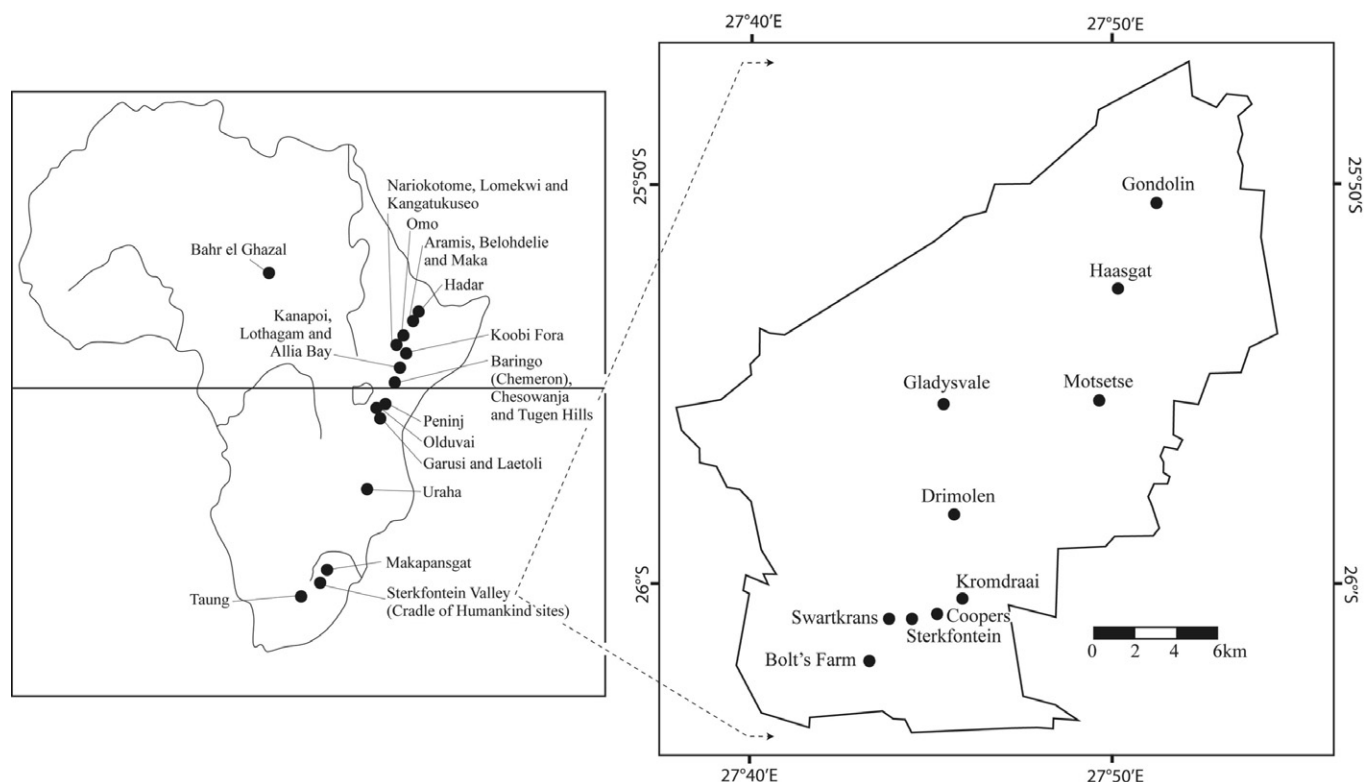 Nariokotome, Lomekwi and
Kangatukuseo
Omo
Aramis, Belohdelie
and Maka
Hadar
Bahr el Ghazal
Kanapoi,
Lothagam and
Allia Bay
Koobi Fora
Baringo
(Chemeron),
Chesowanja
and Tugen Hills
Peninj
Olduvai
Garusi and Laetoli
Uraha
Makapansgat
Sterkfontein Valley
(Cradle of Humankind sites)
Taung
27°40'E
27°50'E
25°50'S
25°50'S
Gondolin
Haasgat
Gladysvale
Motsetse
Drimolen
26°S
26°S
Kromdraai
Swartkrans
Coopers
Sterkfontein
Bolt's Farm
0 2 4 6km
27°40'E
27°50'E